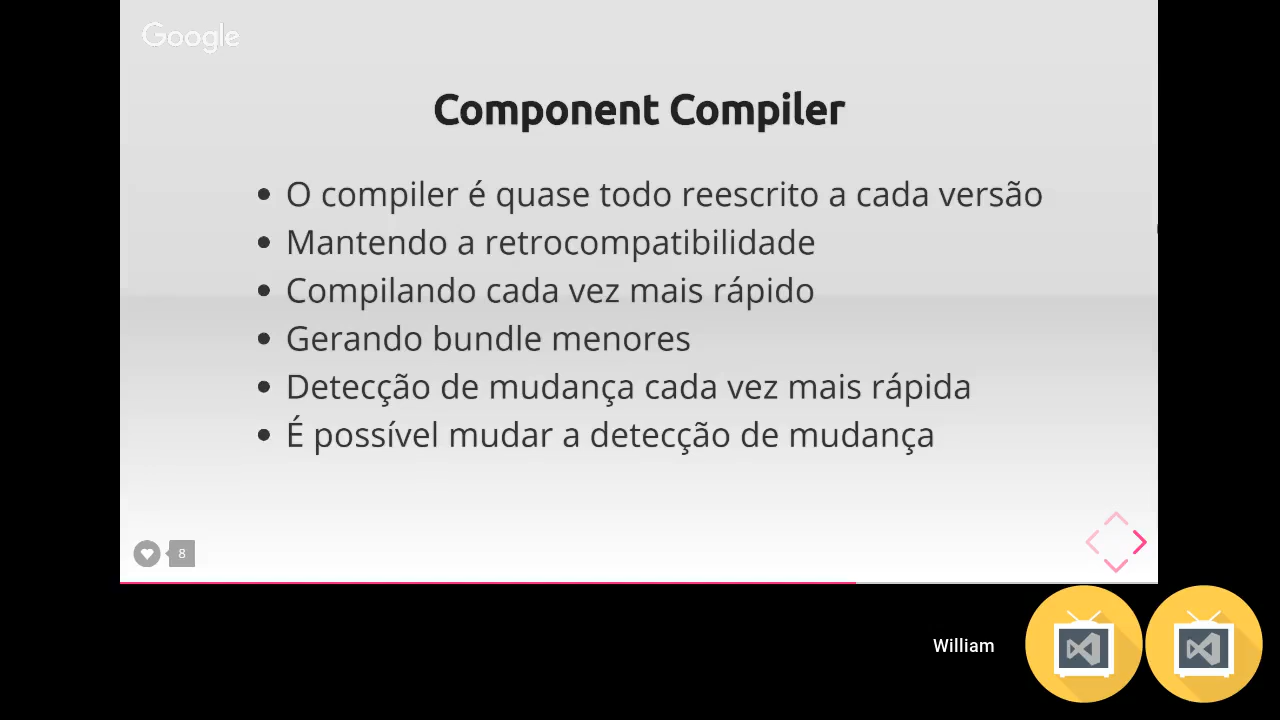 Google
Component Compiler
• O compiler é quase todo reescrito a cada versão
• Mantendo a retrocompatibilidade
• Compilando cada vez mais rápido
• Gerando bundle menores
• Detecção de mudança cada vez mais rápida
• É possível mudar a detecção de mudança
8
William